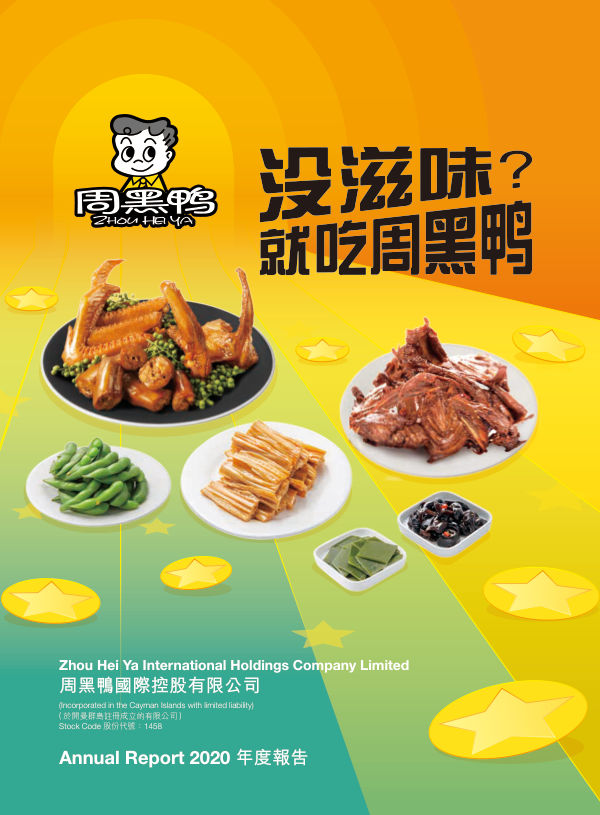 周黑鸭
ZHOU HEI YA
没滋味?
就吃周黑鸭
Zhou Hei Ya International Holdings Company Limited
周黑鴨國際控股有限公司
(Incorporated in the Cayman Islands with limited liability)
(於開曼群島註冊成立的有限公司)
Stock Code 股份代號:1458
Annual Report 2020 年度報告